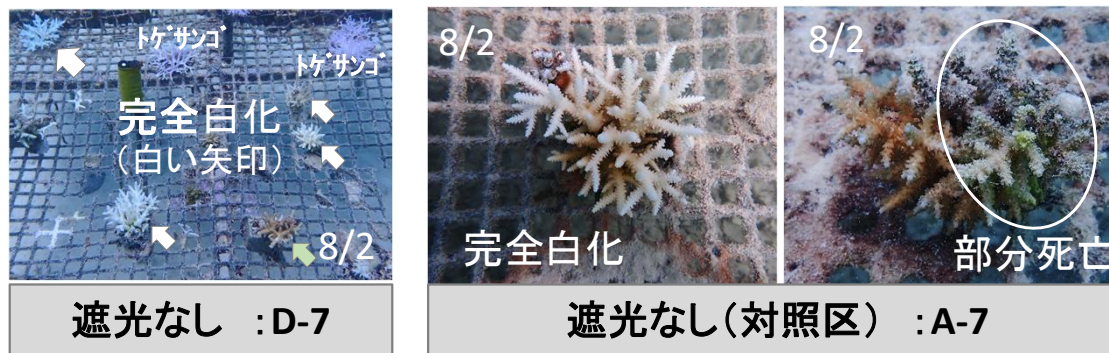 ﾄｹﾞｻﾝｺﾞ
ﾄｹﾞｻﾝｺﾞ
完全白化
（白い矢印）
8/2
遮光なし　：D-7
8/2
完全白化
8/2
部分死亡
遮光なし（対照区）　：A-7